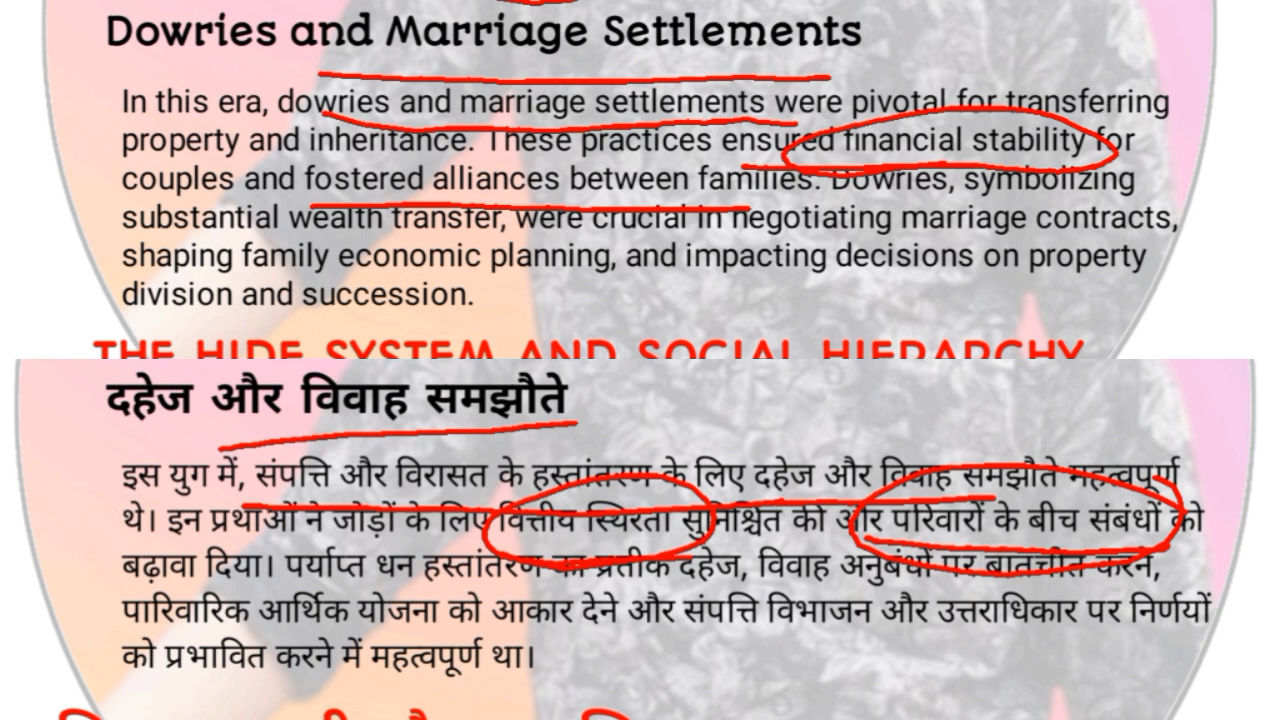 Dowries and Marriage Settlements
In this era, dowries and marriage settlements were pivotal for transferring
property and inheritance. These practices ensured financial stability for
couples and fostered alliances between families. Dowries, symbolizing
substantial wealth transfer, were crucial in negotiating marriage contracts,
shaping family economic planning, and impacting decisions on property
division and succession.
THE HIDE SYSTEM AND SOCIAL HIERARCHY
दहेज और विवाह समझौते
इस युग में, संपत्ति और विरासत के हस्तांतरण के लिए दहेज और विवाह समझौते महत्वपूर्ण
थे। इन प्रथाओं ने जोड़ों के लिए वित्तीय स्थिरता सुनिश्चित की और परिवारों के बीच संबंधों को
बढ़ावा दिया। पर्याप्त धन हस्तांतरण का प्रतीक दहेज, विवाह अनुबंधों पर बातचीत करने,
पारिवारिक आर्थिक योजना को आकार देने और संपत्ति विभाजन और उत्तराधिकार पर निर्णयों
को प्रभावित करने में महत्वपूर्ण था।